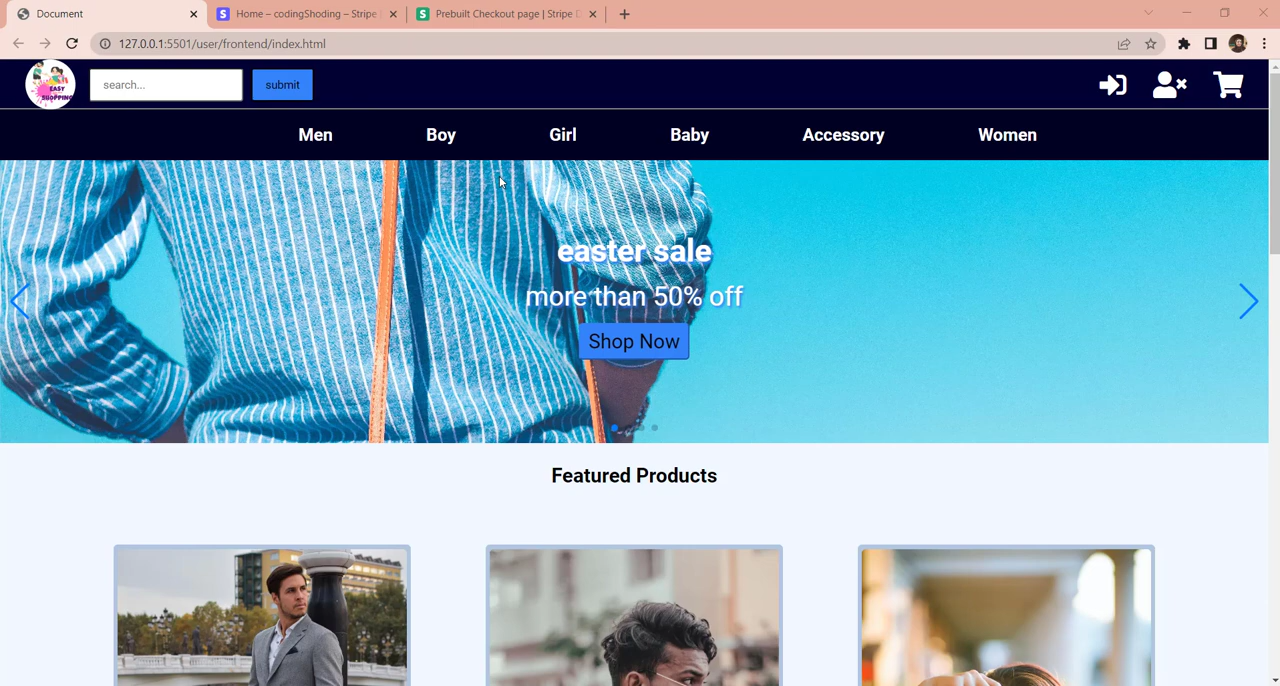 Document
Home – codingShoding – Stripe
Prebuilt Checkout page | Stripe D
127.0.0.1:5501/user/frontend/index.html
EASY
SHOPPING
search...
submit
Men
Boy
Girl
Baby
Accessory
Women
easter sale
more than 50% off
Shop Now
Featured Products